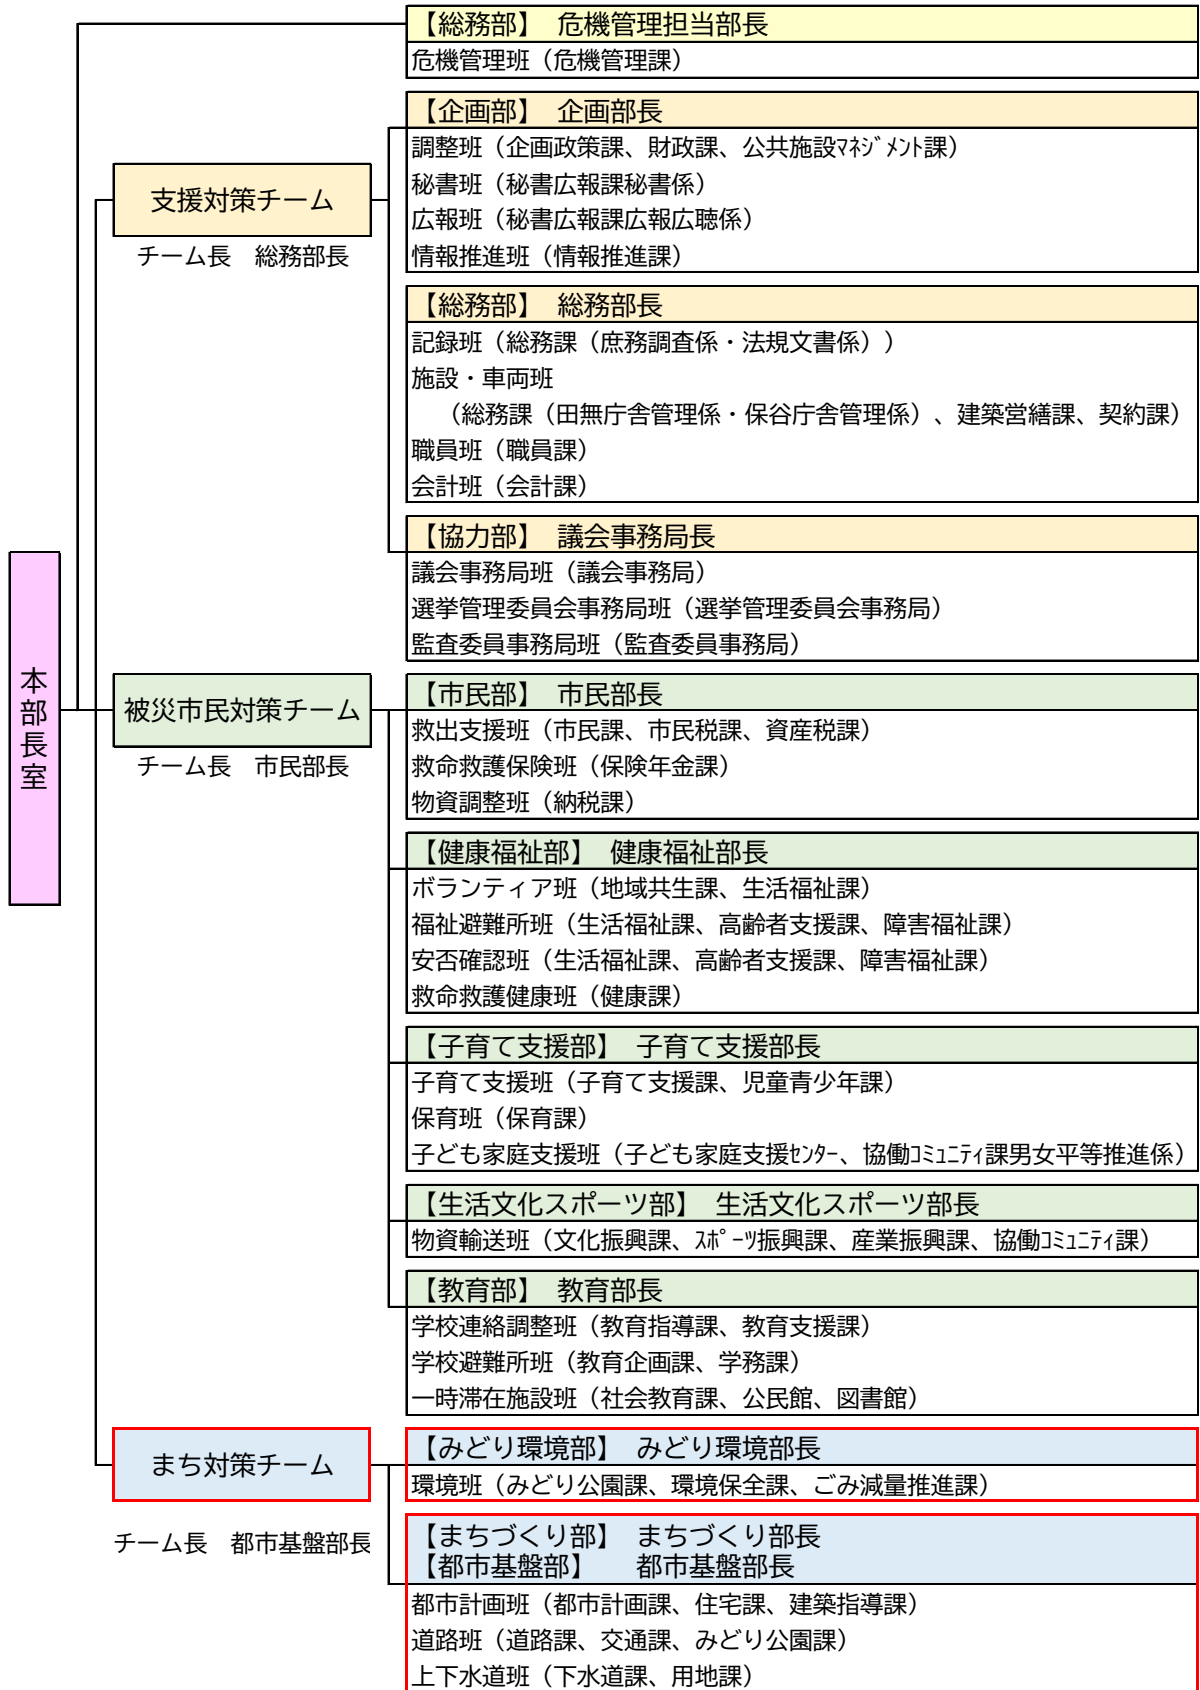 【総務部】 危機管理担当部長
危機管理班（危機管理課）
【企画部】 企画部長
調整班（企画政策課、財政課、公共施設ﾏﾈｼﾞﾒﾝﾄ課）
秘書班（秘書広報課秘書係）
広報班（秘書広報課広報広聴係）
情報推進班（情報推進課）
支援対策チーム
チーム長 総務部長
【総務部】 総務部長
記録班（総務課（庶務調査係・法規文書係））
施設・車両班
（総務課（田無庁舎管理係・保谷庁舎管理係）、建築営繕課、契約課）
職員班（職員課）
会計班（会計課）
【協力部】 議会事務局長
議会事務局班（議会事務局）
選挙管理委員会事務局班（選挙管理委員会事務局）
監査委員事務局班（監査委員事務局）
本部長室
被災市民対策チーム
チーム長 市民部長
【市民部】 市民部長
救出支援班（市民課、市民税課、資産税課）
救命救護保険班（保険年金課）
物資調整班（納税課）
【健康福祉部】 健康福祉部長
ボランティア班（地域共生課、生活福祉課）
福祉避難所班（生活福祉課、高齢者支援課、障害福祉課）
安否確認班（生活福祉課、高齢者支援課、障害福祉課）
救命救護健康班（健康課）
【子育て支援部】 子育て支援部長
子育て支援班（子育て支援課、児童青少年課）
保育班（保育課）
子ども家庭支援班（子ども家庭支援ｾﾝﾀｰ、協働ｺﾐｭﾆﾃｨ課男女平等推進係）
【生活文化スポーツ部】 生活文化スポーツ部長
物資輸送班（文化振興課、ｽﾎﾟｰﾂ振興課、産業振興課、協働ｺﾐｭﾆﾃｨ課）
【教育部】 教育部長
学校連絡調整班（教育指導課、教育支援課）
学校避難所班（教育企画課、学務課）
一時滞在施設班（社会教育課、公民館、図書館）
まち対策チーム
チーム長 都市基盤部長
【みどり環境部】 みどり環境部長
環境班（みどり公園課、環境保全課、ごみ減量推進課）
【まちづくり部】 まちづくり部長
【都市基盤部】 都市基盤部長
都市計画班（都市計画課、住宅課、建築指導課）
道路班（道路課、交通課、みどり公園課）
上下水道班（下水道課、用地課）